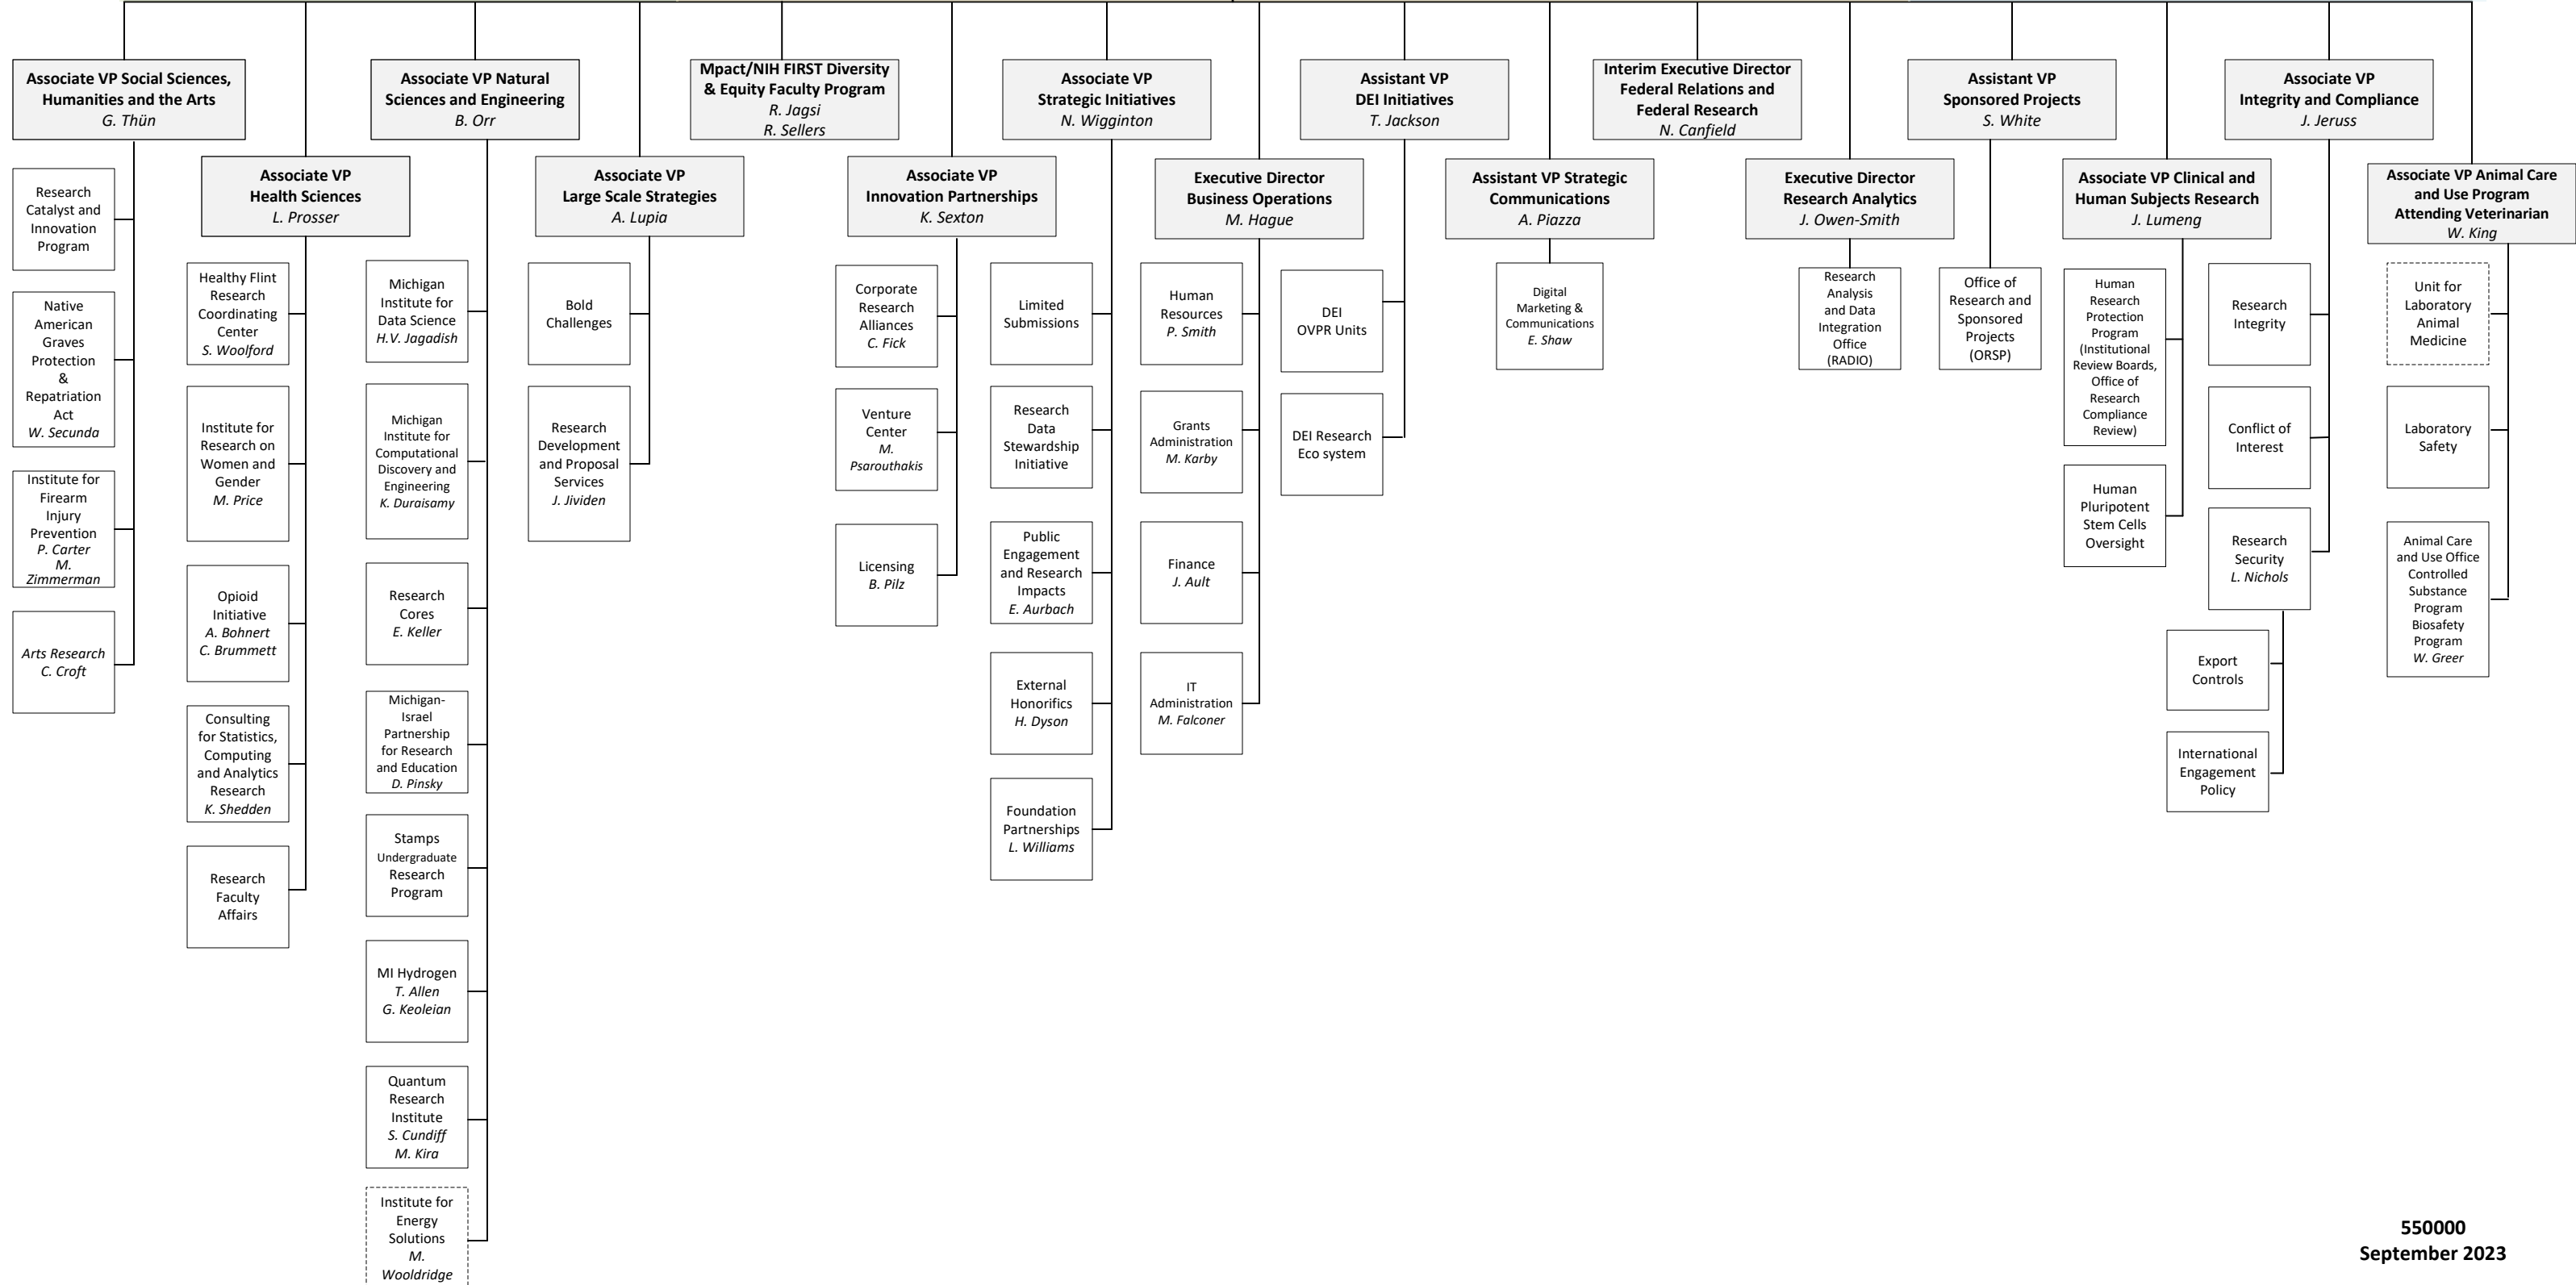 Associate VP Social Sciences,
Humanities and the Arts
G. Thün
Research
Catalyst and
Innovation
Program
Native
American
Graves
Protection
&
Repatriation
Act
W. Secunda
Institute for
Firearm
Injury
Prevention
P. Carter
M.
Zimmerman
Arts Research
C. Croft
Associate VP
Health Sciences
L. Prosser
Healthy Flint
Research
Coordinating
Center
S. Woolford
Institute for
Research on
Women and
Gender
M. Price
Opioid
Initiative
A. Bohnert
C. Brummett
Consulting
for Statistics,
Computing
and Analytics
Research
K. Shedden
Research
Faculty
Affairs
Associate VP Natural
Sciences and Engineering
B. Orr
Michigan
Institute for
Data Science
H.V. Jagadish
Michigan
Institute for
Computational
Discovery and
Engineering
K. Duraisamy
Research
Cores
E. Keller
Michigan-
Israel
Partnership
for Research
and Education
D. Pinsky
Stamps
Undergraduate
Research
Program
MI Hydrogen
T. Allen
G. Keoleian
Quantum
Research
Institute
S. Cundiff
M. Kira
Institute for
Energy
Solutions
M.
Wooldridge
Associate VP
Large Scale Strategies
A. Lupia
Bold
Challenges
Research
Development
and Proposal
Services
J. Jividen
Mpact/NIH FIRST Diversity
& Equity Faculty Program
R. Jagsi
R. Sellers
Associate VP
Innovation Partnerships
K. Sexton
Corporate
Research
Alliances
C. Fick
Venture
Center
M.
Psarouthakis
Licensing
B. Pilz
Associate VP
Strategic Initiatives
N. Wigginton
Limited
Submissions
Research
Data
Stewardship
Initiative
Public
Engagement
and Research
Impacts
E. Aurbach
External
Honorifics
H. Dyson
Foundation
Partnerships
L. Williams
Executive Director
Business Operations
M. Hague
Human
Resources
P. Smith
Grants
Administration
M. Karby
Finance
J. Ault
IT
Administration
M. Falconer
Assistant VP
DEI Initiatives
T. Jackson
DEI
OVPR Units
DEI Research
Eco system
Assistant VP Strategic
Communications
A. Piazza
Digital
Marketing &
Communications
E. Shaw
Interim Executive Director
Federal Relations and
Federal Research
N. Canfield
Executive Director
Research Analytics
J. Owen-Smith
Research
Analysis
and Data
Integration
Office
(RADIO)
Assistant VP
Sponsored Projects
S. White
Office of
Research and
Sponsored
Projects
(ORSP)
Associate VP Clinical and
Human Subjects Research
J. Lumeng
Human
Research
Protection
Program
(Institutional
Review Boards,
Office of
Research
Compliance
Review)
Human
Pluripotent
Stem Cells
Oversight
Associate VP
Integrity and Compliance
J. Jeruss
Research
Integrity
Conflict of
Interest
Research
Security
L. Nichols
Export
Controls
International
Engagement
Policy
Associate VP Animal Care
and Use Program
Attending Veterinarian
W. King
Unit for
Laboratory
Animal
Medicine
Laboratory
Safety
Animal Care
and Use Office
Controlled
Substance
Program
Biosafety
Program
W. Greer
550000
September 2023